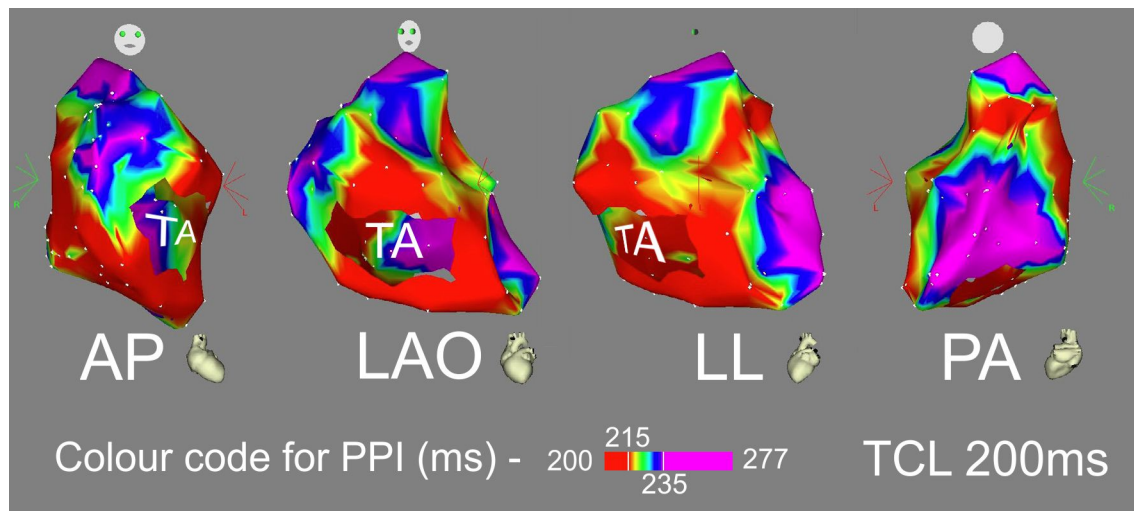 TA
TA
TA
AP
LAO
LL
PA
R
L
L
R
Colour code for PPI (ms) - 200 215 235 277
TCL 200ms